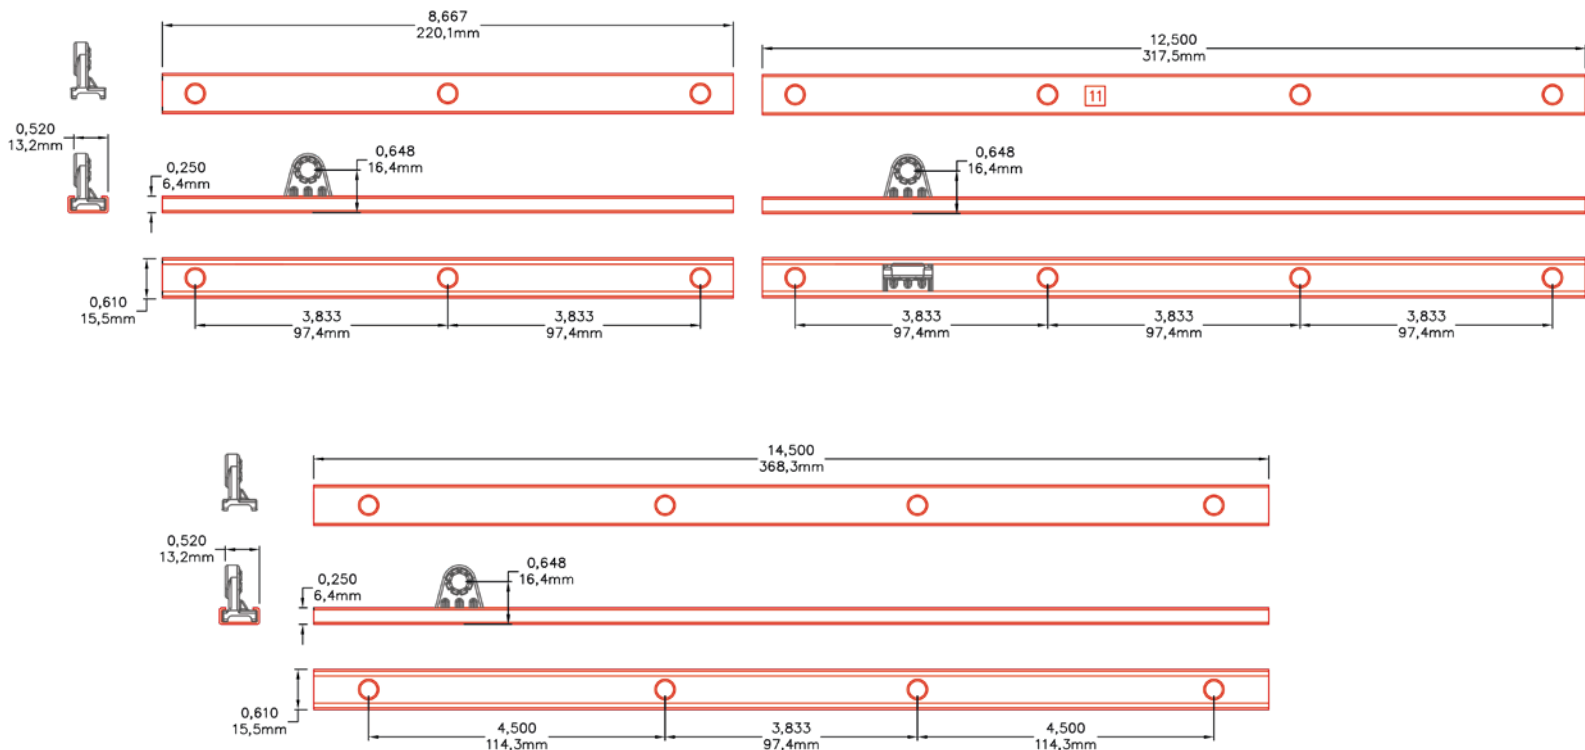 8,667
220,1mm
12,500
317,5mm
11
0,520
13,2mm
0,250
6,4mm
0,648
16,4mm
0,648
16,4mm
0,610
15,5mm
3,833
97,4mm
3,833
97,4mm
3,833
97,4mm
3,833
97,4mm
3,833
97,4mm
14,500
368,3mm
0,520
13,2mm
0,250
6,4mm
0,648
16,4mm
0,610
15,5mm
4,500
114,3mm
3,833
97,4mm
4,500
114,3mm